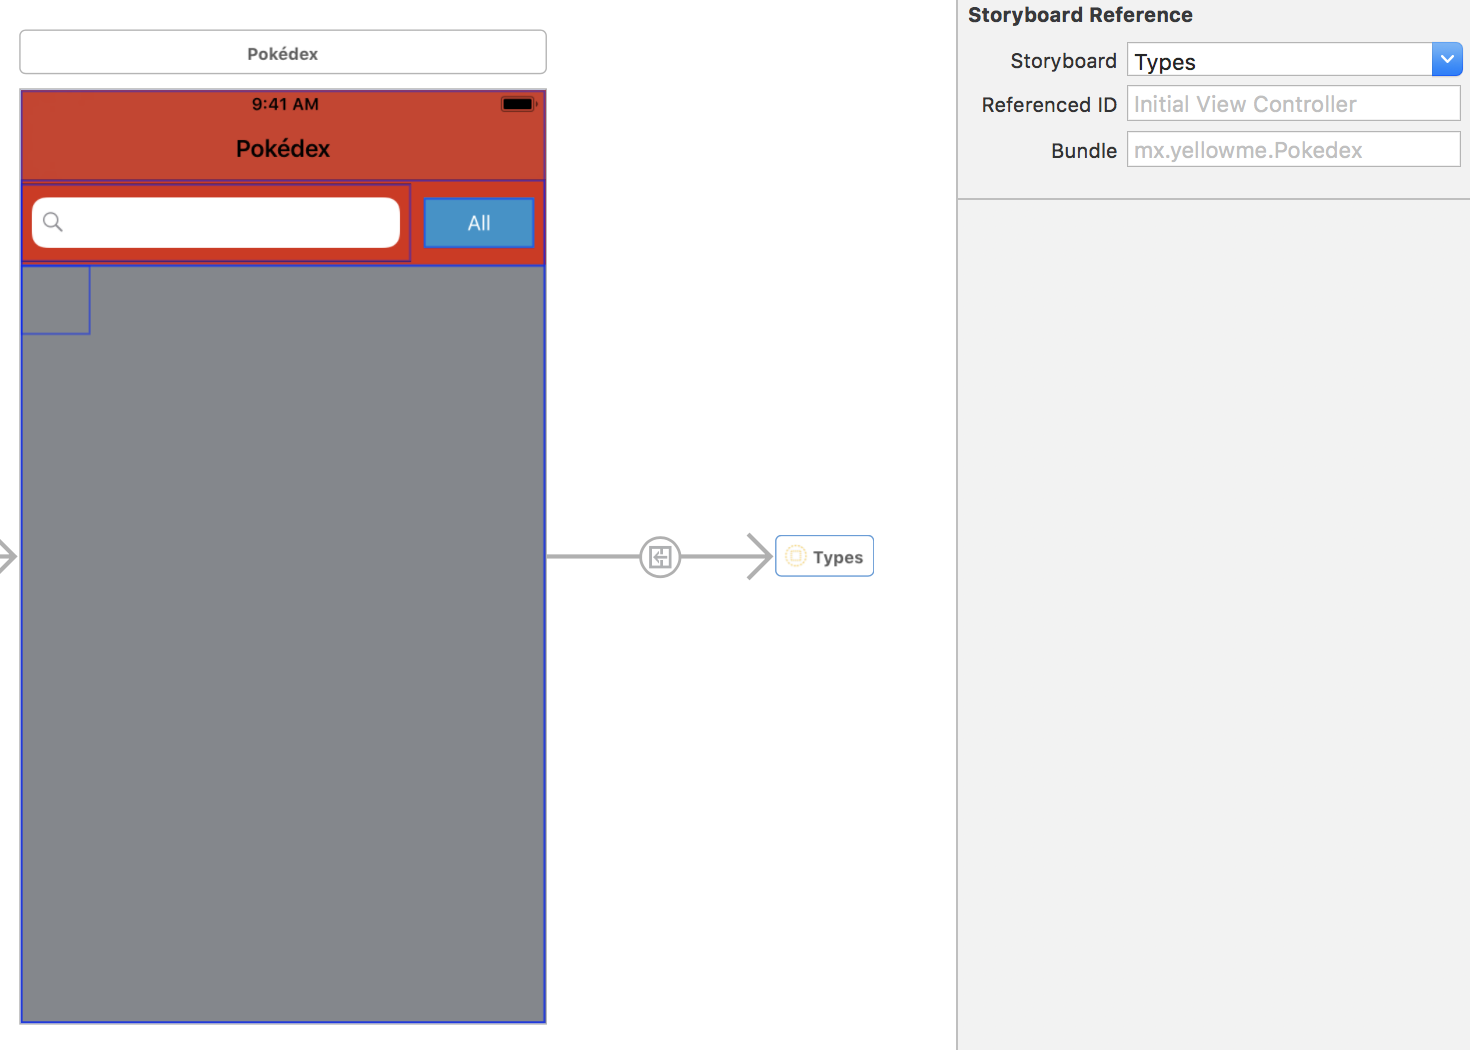 Pokédex
9:41 AM
Pokédex
All
Types
Storyboard Reference
Storyboard Types
Referenced ID Initial View Controller
Bundle mx.yellowme.Pokedex